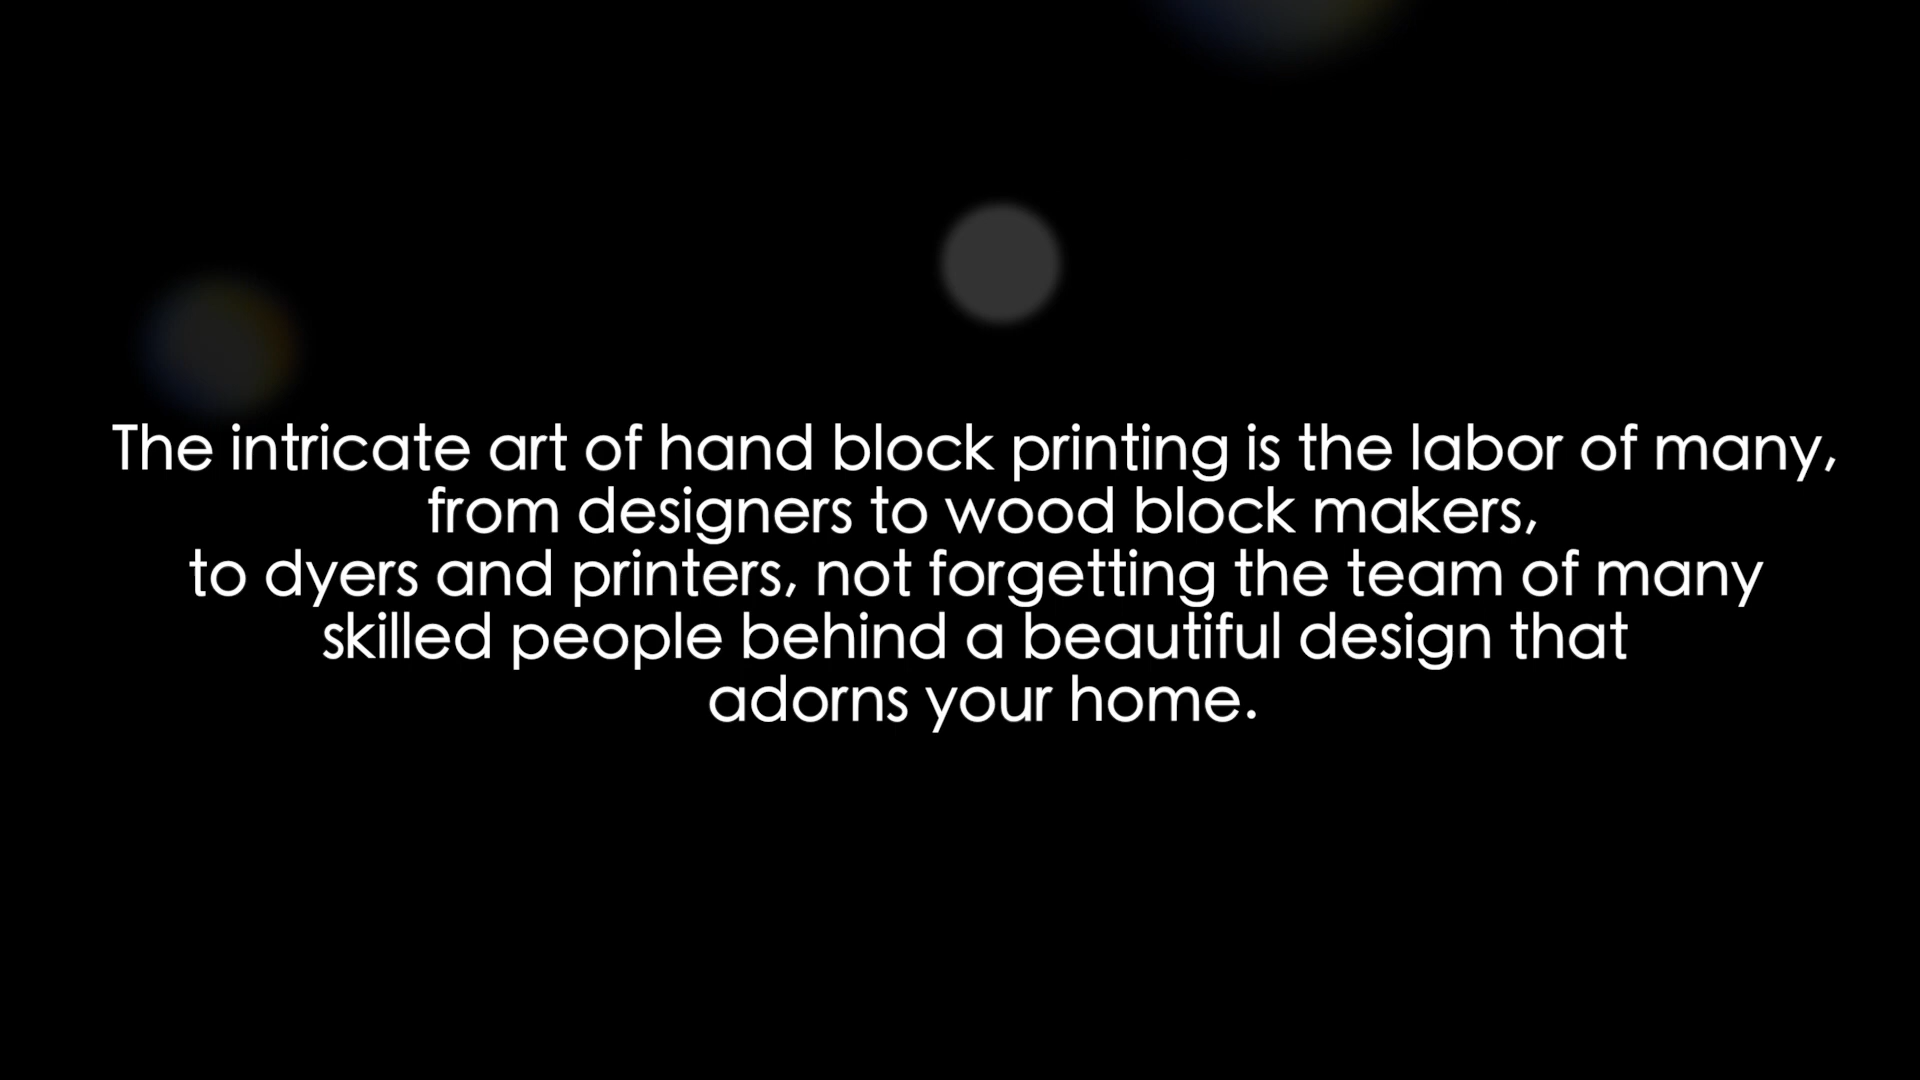 The intricate art of hand block printing is the labor of many,
from designers to wood block makers,
to dyers and printers, not forgetting the team of many
skilled people behind a beautiful design that
adorns your home.